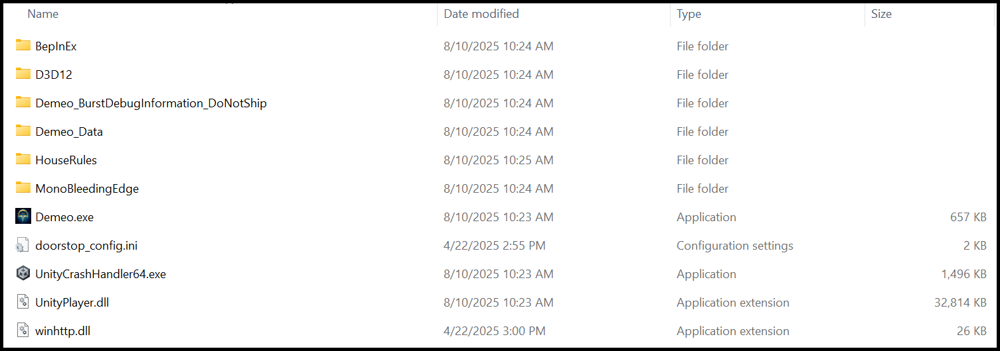 Name Date modified Type Size
BepInEx 8/10/2025 10:24 AM File folder
D3D12 8/10/2025 10:24 AM File folder
Demeo_BurstDebugInformation_DoNotShip 8/10/2025 10:24 AM File folder
Demeo_Data 8/10/2025 10:24 AM File folder
HouseRules 8/10/2025 10:25 AM File folder
MonoBleedingEdge 8/10/2025 10:24 AM File folder
Demeo.exe 8/10/2025 10:23 AM Application 657 KB
doorstop_config.ini 4/22/2025 2:55 PM Configuration settings 2 KB
UnityCrashHandler64.exe 8/10/2025 10:23 AM Application 1,496 KB
UnityPlayer.dll 8/10/2025 10:23 AM Application extension 32,814 KB
winhttp.dll 4/22/2025 3:00 PM Application extension 26 KB